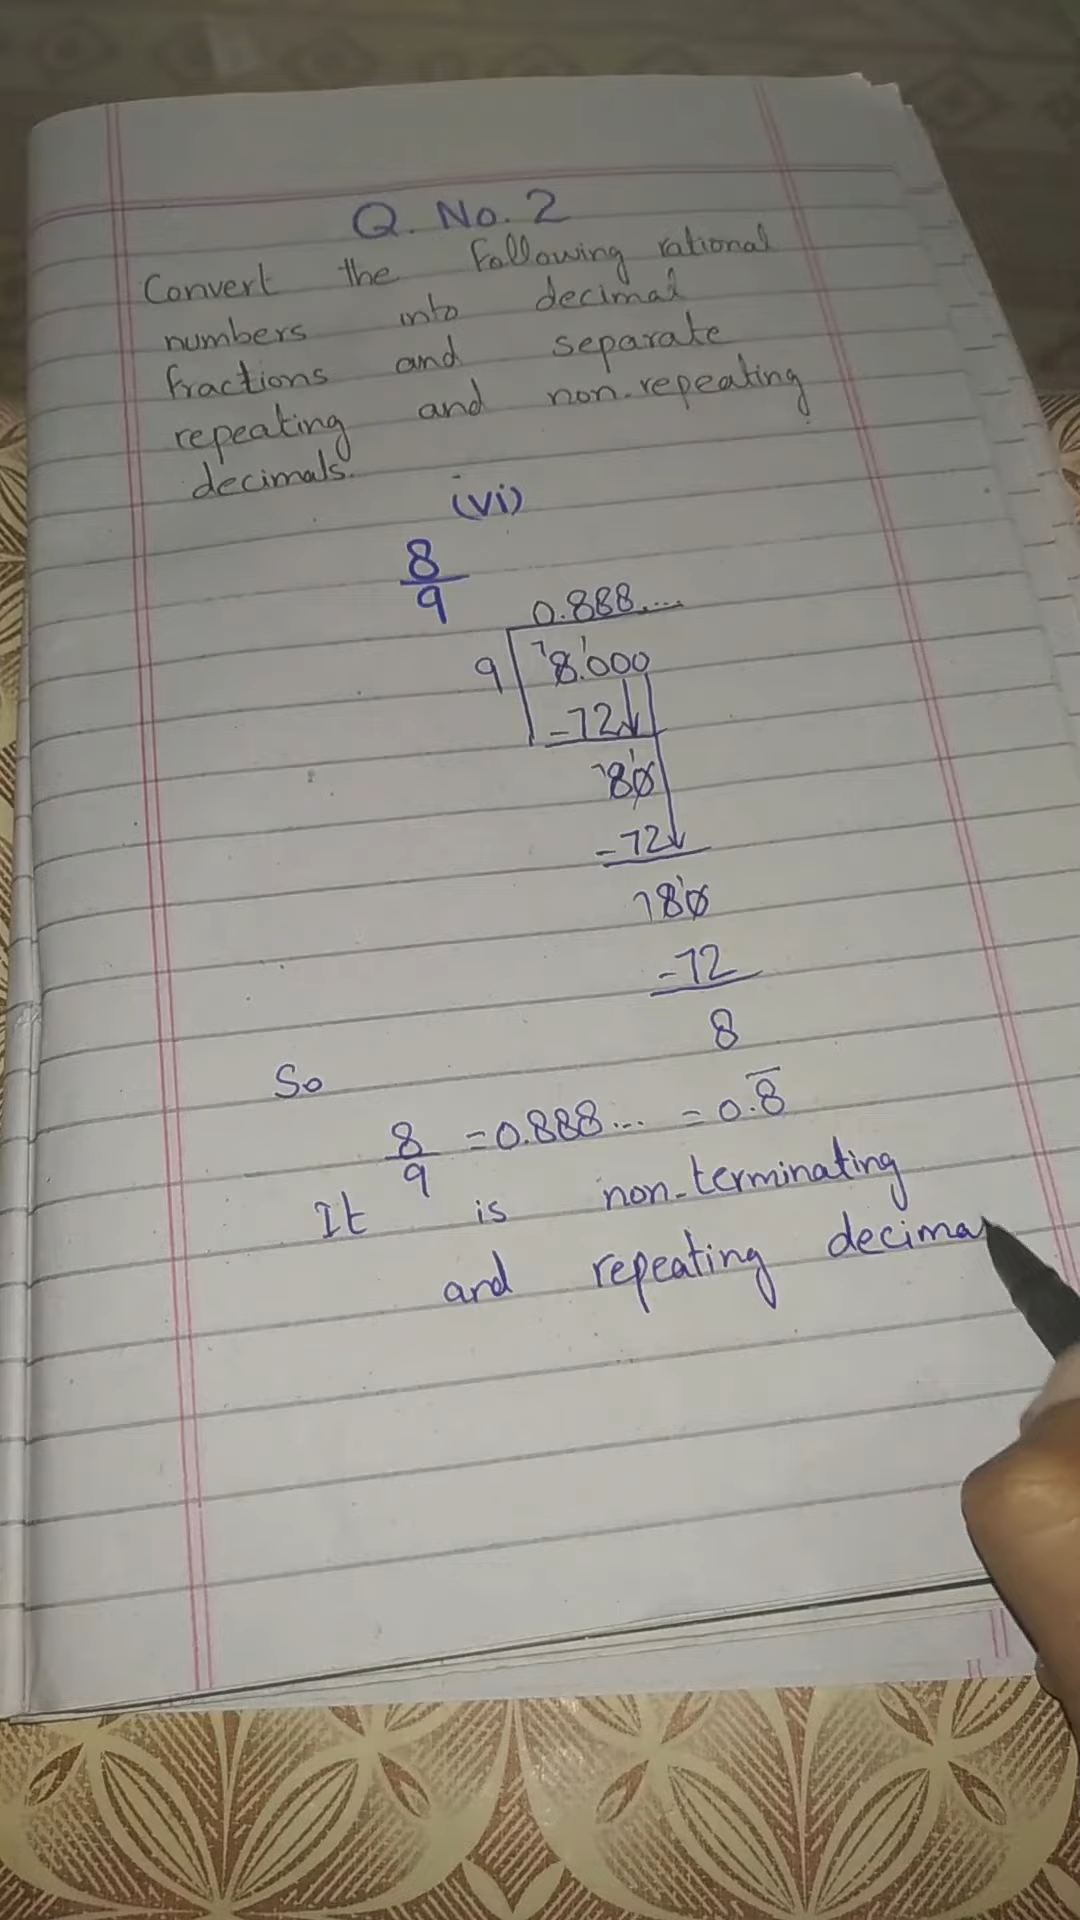 Q. No. 2
Convert the following rational
numbers into decimal
fractions and separate
repeating and non-repeating
decimals.
(vi)
8/9
0.888....
9 8.000
-72
80
-72
80
-72
8
So
8/9 = 0.888... = 0.8̅
It is non-terminating
and repeating decima